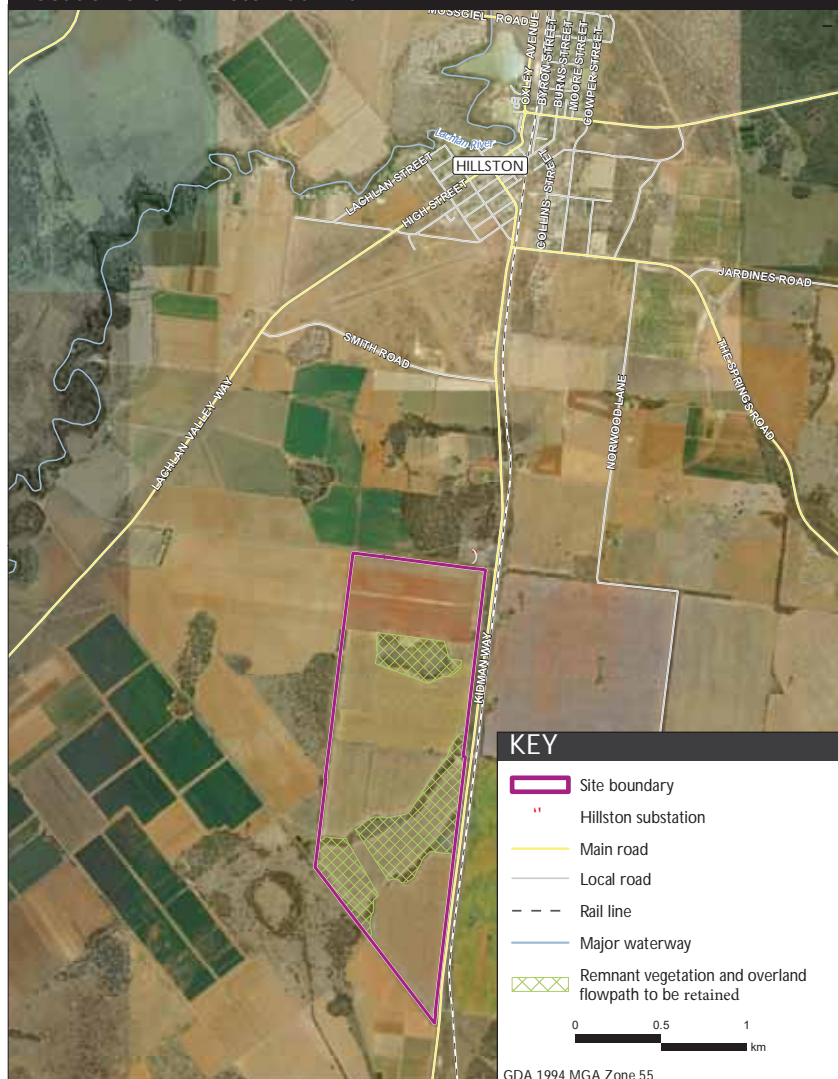 MOSSGIEL ROAD
OXLEY AVENUE
BYRON STREET
BURNS STREET
MOORE STREET
COWPER STREET
Lachlan River
HILLSTON
LACHLAN STREET
HIGH STREET
COLLINS STREET
JARDINES ROAD
SMITH ROAD
THE SPRINGS ROAD
LACHLAN VALLEY WAY
NORWOOD LANE
KIDMAN WAY
KEY
Site boundary
Hillston substation
Main road
Local road
Rail line
Major waterway
Remnant vegetation and overland
flowpath to be retained
0 0.5 1
km
GDA 1994 MGA Zone 55